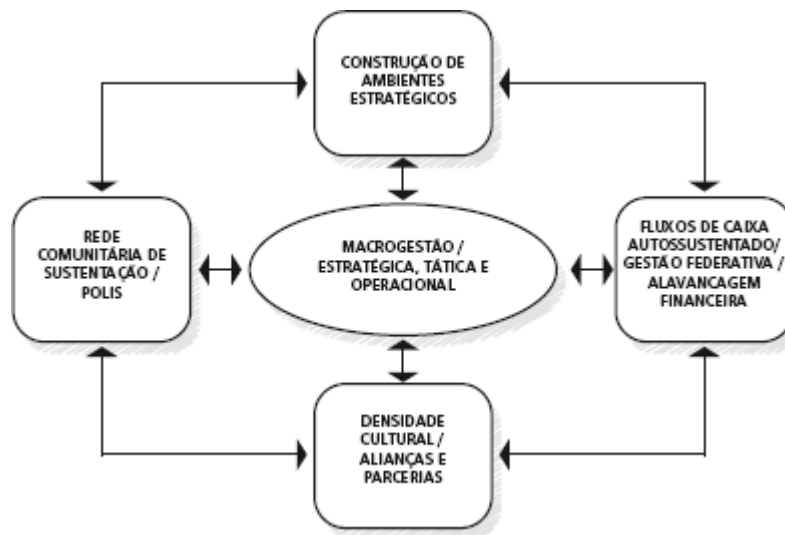 CONSTRUÇÃO DE
AMBIENTES
ESTRATÉGICOS
REDE
COMUNITÁRIA DE
SUSTENTAÇÃO /
POLIS
MACROGESTÃO /
ESTRATÉGICA, TÁTICA E
OPERACIONAL
FLUXOS DE CAIXA
AUTOSSUSTENTADO/
GESTÃO FEDERATIVA /
ALAVANCAGEM
FINANCEIRA
DENSIDADE
CULTURAL /
ALIANÇAS E
PARCERIAS